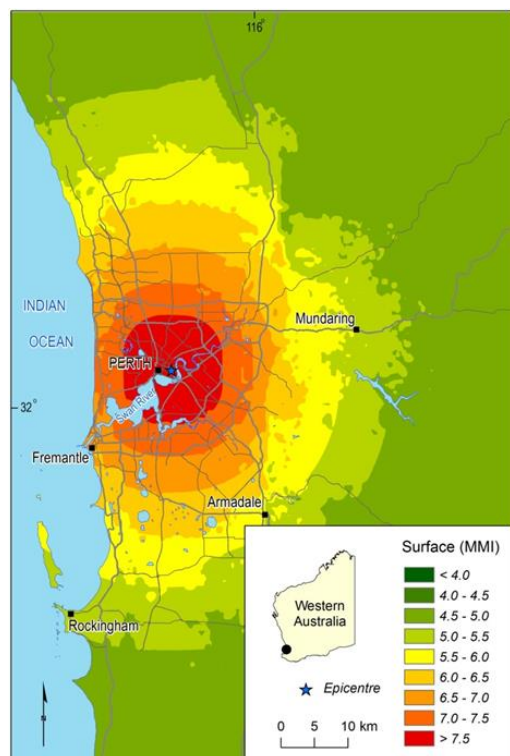 116°
INDIAN
OCEAN
Mundaring
PERTH
Swan River
32°
Fremantle
Armadale
Rockingham
N
Western
Australia
Epicentre
0 5 10 km
Surface (MMI)
< 4.0
4.0 - 4.5
4.5 - 5.0
5.0 - 5.5
5.5 - 6.0
6.0 - 6.5
6.5 - 7.0
7.0 - 7.5
> 7.5